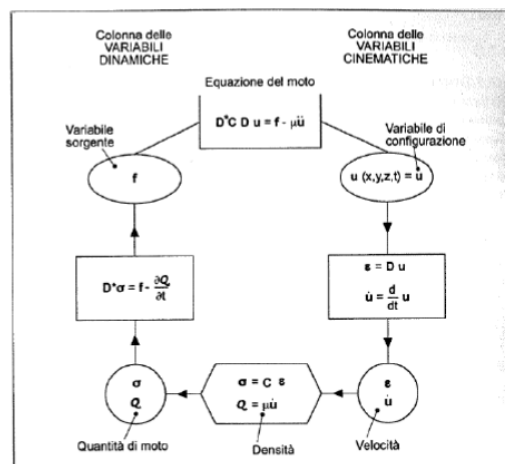 Colonna delle
VARIABILI
DINAMICHE
Colonna delle
VARIABILI
CINEMATICHE
Equazione del moto
D*C D u = f - μü
Variabile
sorgente
Variabile di
configurazione
f
u (x,y,z,t) = u
D*σ = f - ∂Q/∂t
ε = D u
u̇ = d/dt u
σ
Q
σ = C ε
Q = μu̇
ε
u̇
Quantità di moto
Densità
Velocità